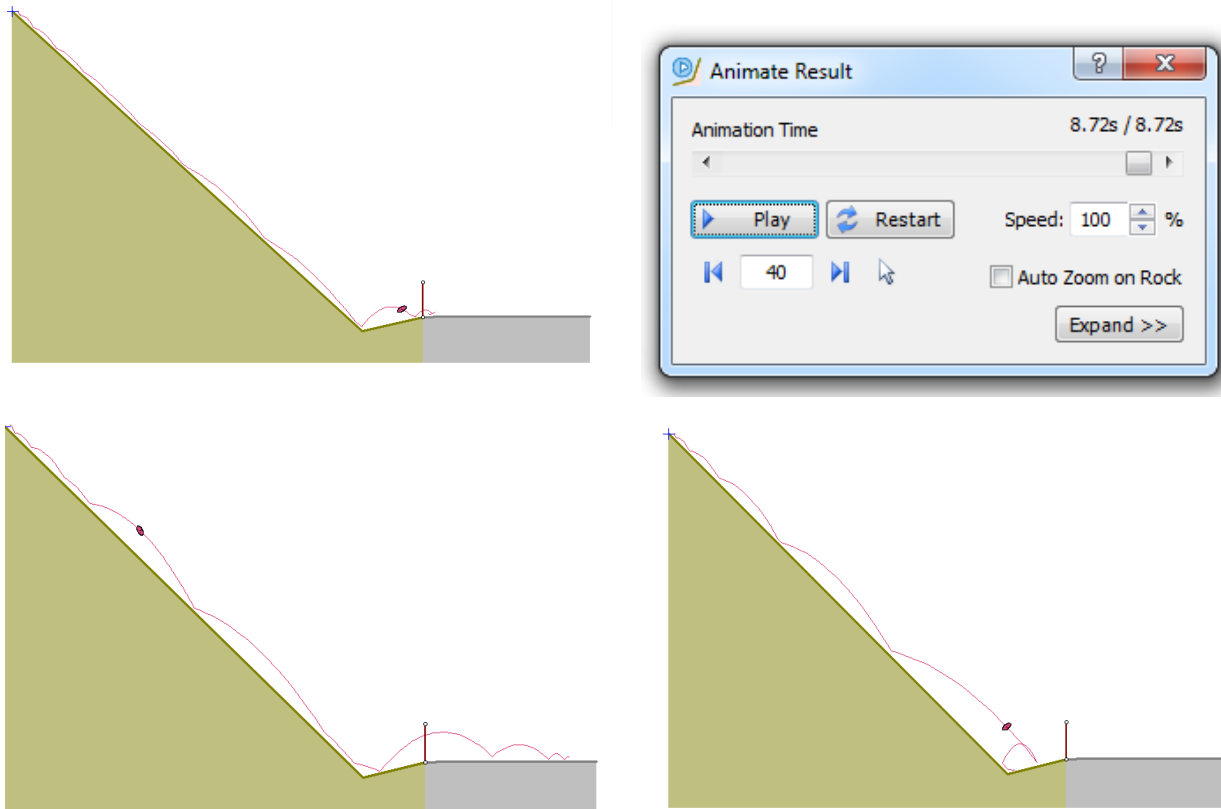 Animate Result
Animation Time 8.72s / 8.72s
Play Restart Speed: 100 %
40 Auto Zoom on Rock
Expand >>